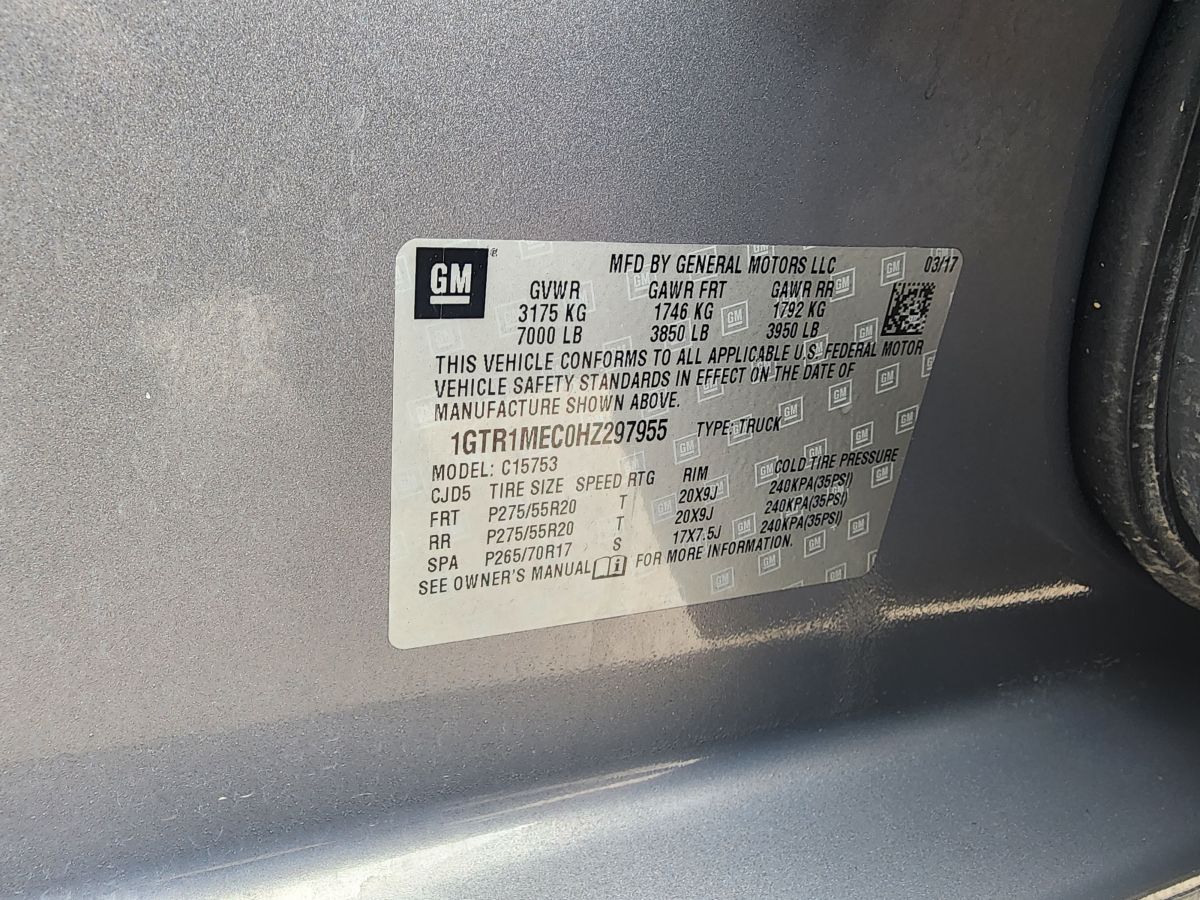 GM
MFD BY GENERAL MOTORS LLC 03/17
GVWR GAWR FRT GAWR RR
3175 KG 1746 KG 1792 KG
7000 LB 3850 LB 3950 LB
THIS VEHICLE CONFORMS TO ALL APPLICABLE U.S. FEDERAL MOTOR
VEHICLE SAFETY STANDARDS IN EFFECT ON THE DATE OF
MANUFACTURE SHOWN ABOVE.
1GTR1MEC0HZ297955 TYPE: TRUCK
MODEL: C15753
CJD5 TIRE SIZE SPEED RTG RIM COLD TIRE PRESSURE
FRT P275/55R20 T 20X9J 240KPA(35PSI)
RR P275/55R20 T 20X9J 240KPA(35PSI)
SPA P265/70R17 S 17X7.5J 240KPA(35PSI)
SEE OWNER'S MANUAL FOR MORE INFORMATION.